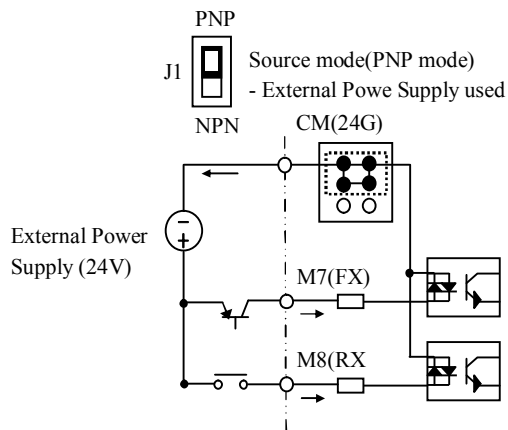 PNP
J1
Source mode(PNP mode)
- External Powe Supply used
NPN
CM(24G)
External Power
Supply (24V)
M7(FX)
M8(RX